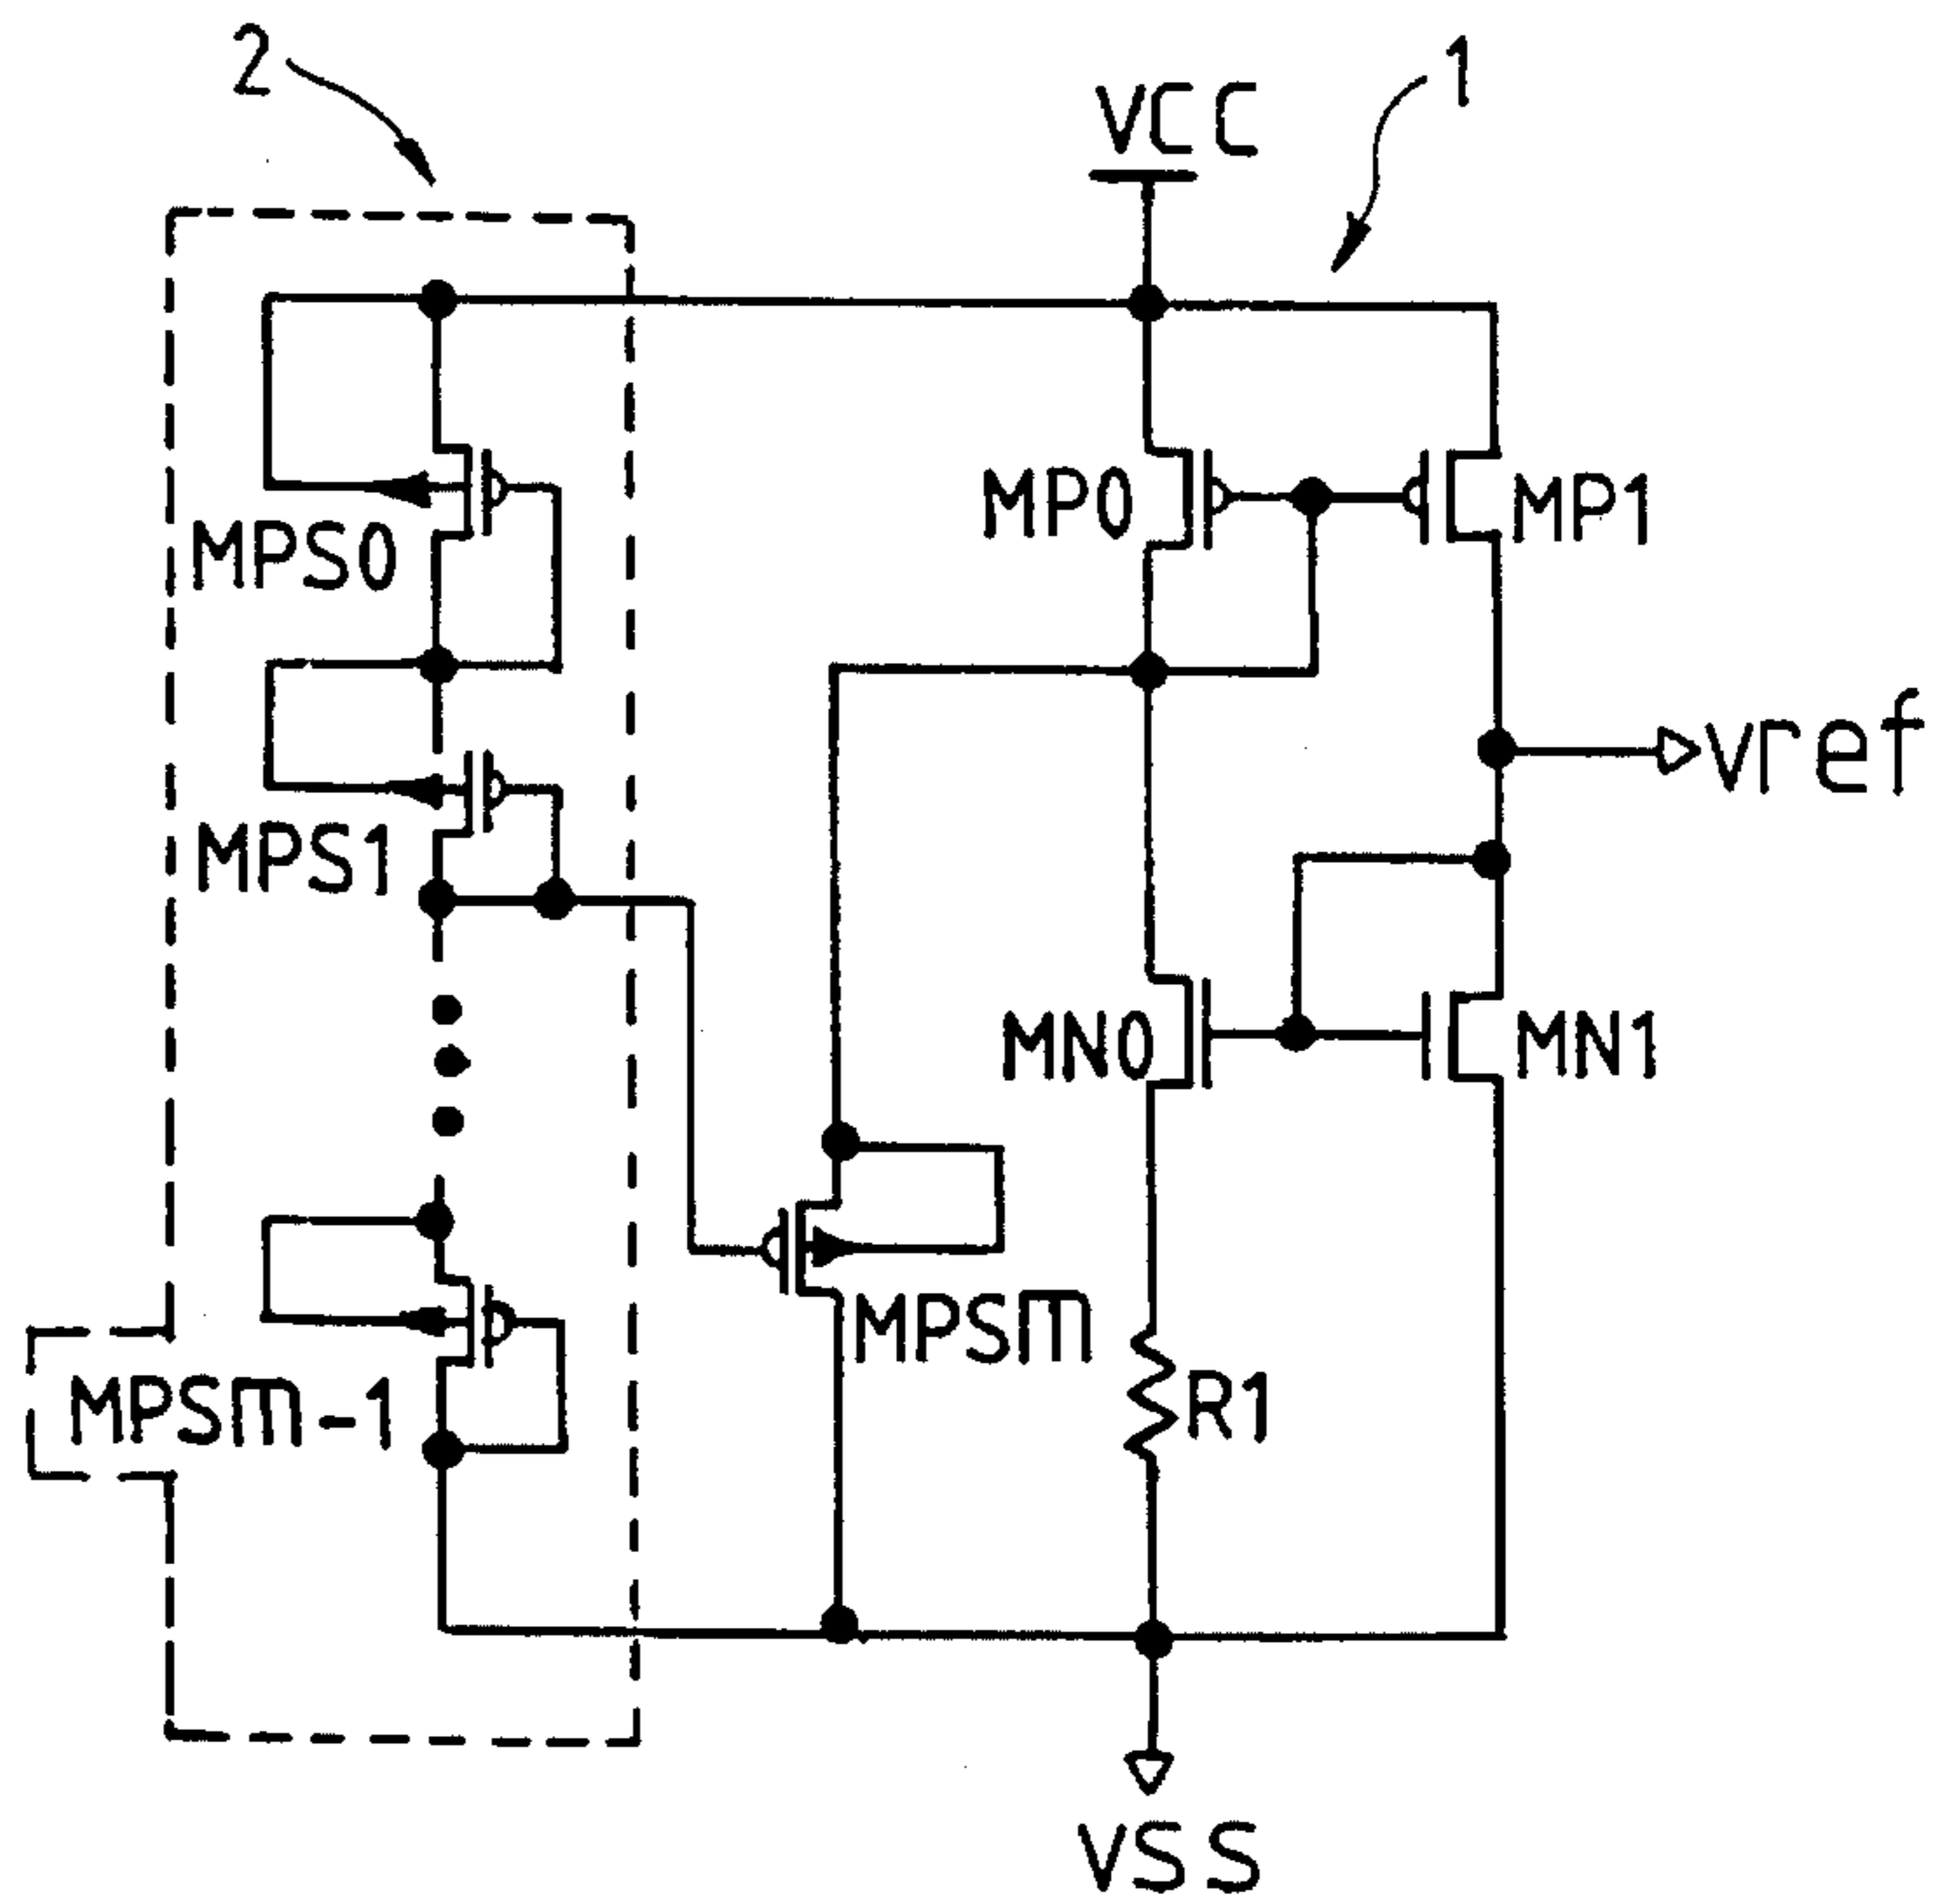 2
1
VCC
MPS0
MP0
MP1
MPS1
vref
MN0
MN1
MPSM
R1
MPSM-1
VSS